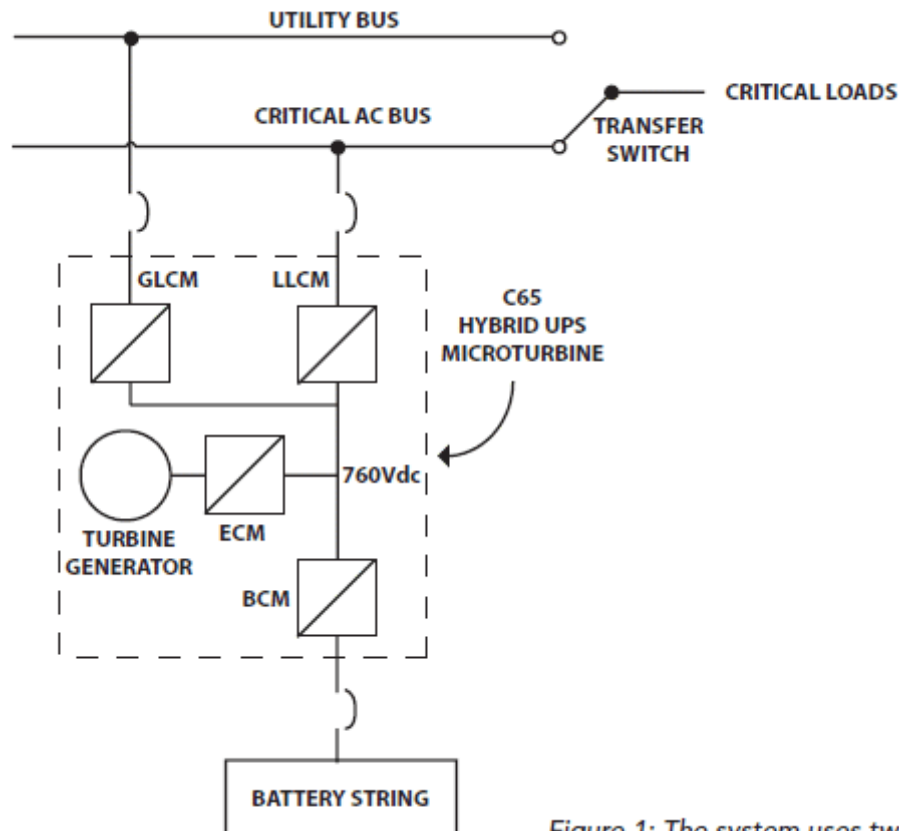 UTILITY BUS
CRITICAL LOADS
CRITICAL AC BUS
TRANSFER
SWITCH
GLCM
LLCM
C65
HYBRID UPS
MICROTURBINE
760Vdc
ECM
TURBINE
GENERATOR
BCM
BATTERY STRING
Figure 1: The system uses tw